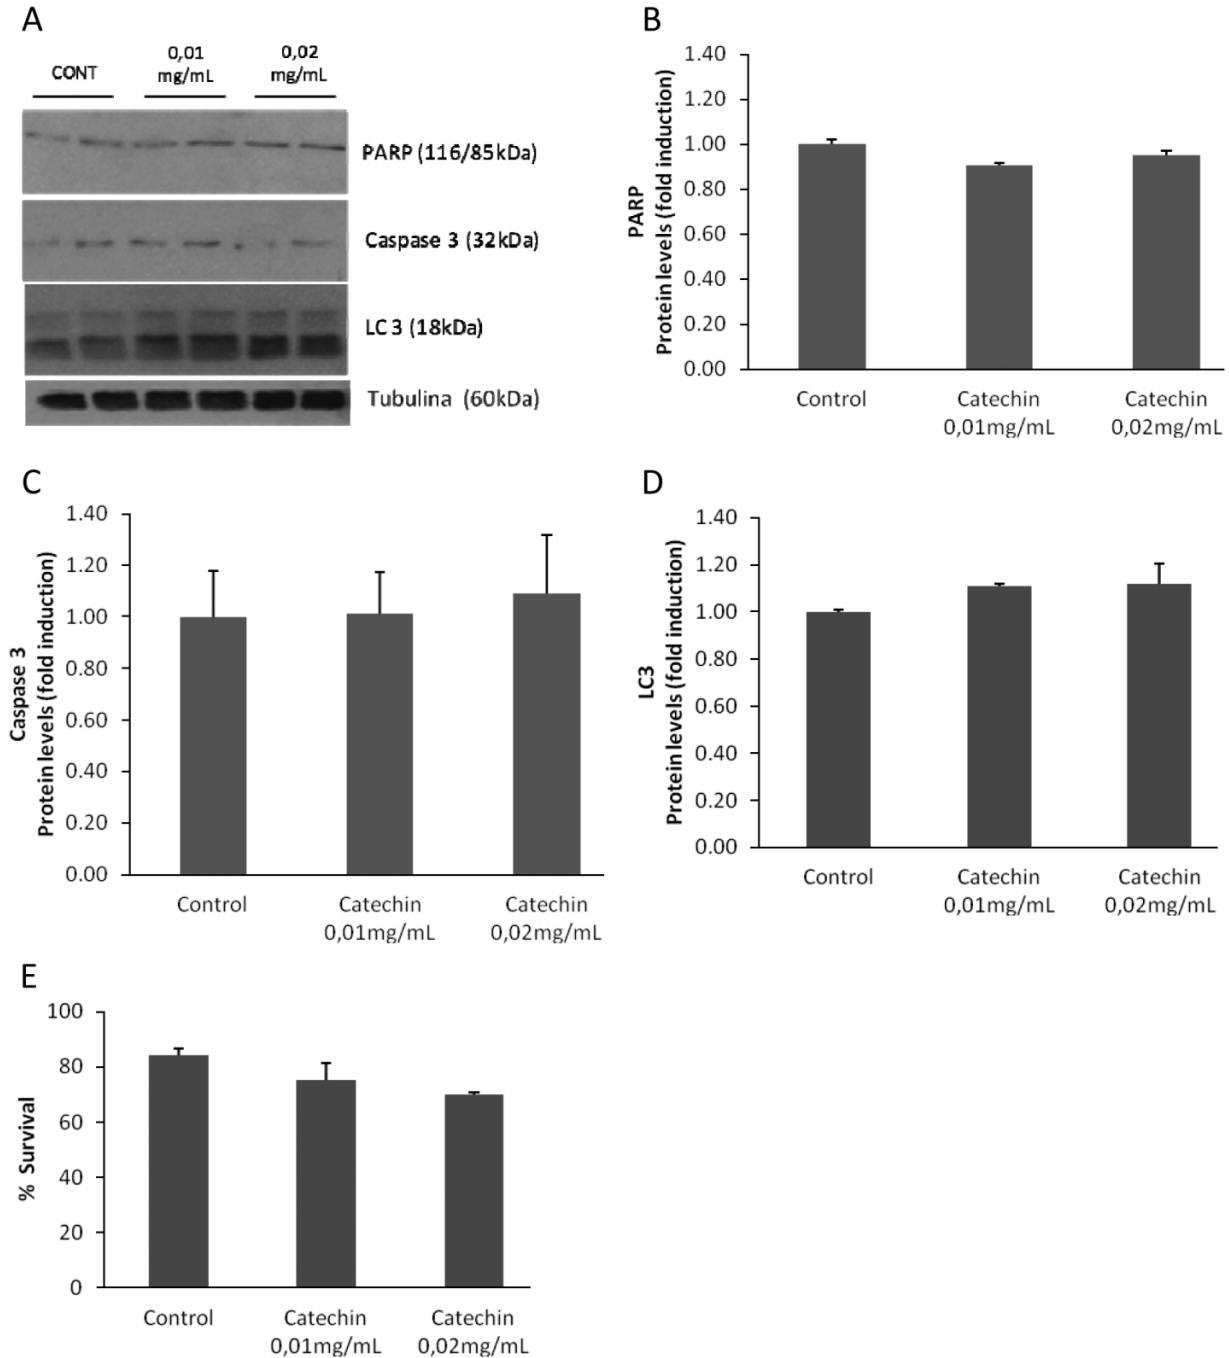 A
CONT
0,01
mg/mL
0,02
mg/mL
PARP (116/85kDa)
Caspase 3 (32kDa)
LC3 (18kDa)
Tubulina (60kDa)
B
PARP
Protein levels (fold induction)
1.40
1.20
1.00
0.80
0.60
0.40
0.20
0.00
Control
Catechin
0,01mg/mL
Catechin
0,02mg/mL
C
Caspase 3
Protein levels (fold induction)
1.40
1.20
1.00
0.80
0.60
0.40
0.20
0.00
Control
Catechin
0,01mg/mL
Catechin
0,02mg/mL
D
LC3
Protein levels (fold induction)
1.40
1.20
1.00
0.80
0.60
0.40
0.20
0.00
Control
Catechin
0,01mg/mL
Catechin
0,02mg/mL
E
% Survival
100
80
60
40
20
0
Control
Catechin
0,01mg/mL
Catechin
0,02mg/mL